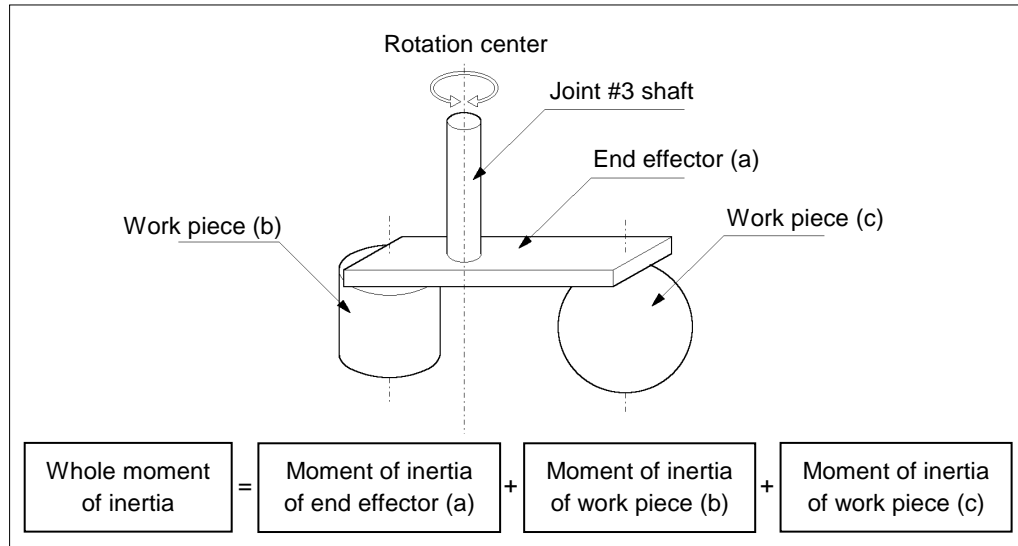 Rotation center
Joint #3 shaft
End effector (a)
Work piece (b)
Work piece (c)
Whole moment
of inertia
=
Moment of inertia
of end effector (a)
+
Moment of inertia
of work piece (b)
+
Moment of inertia
of work piece (c)